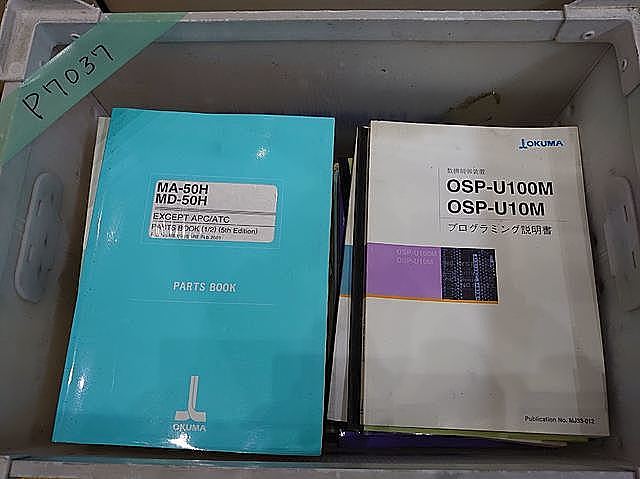 P7037
MA-50H
MD-50H
EXCEPT APC/ATC
PARTS BOOK (1/2) (5th Edition)
PARTS BOOK
OKUMA
OKUMA
数値制御装置
OSP-U100M
OSP-U10M
プログラミング説明書
OSP-U100M
OSP-U10M
Publication No. MJ33-012